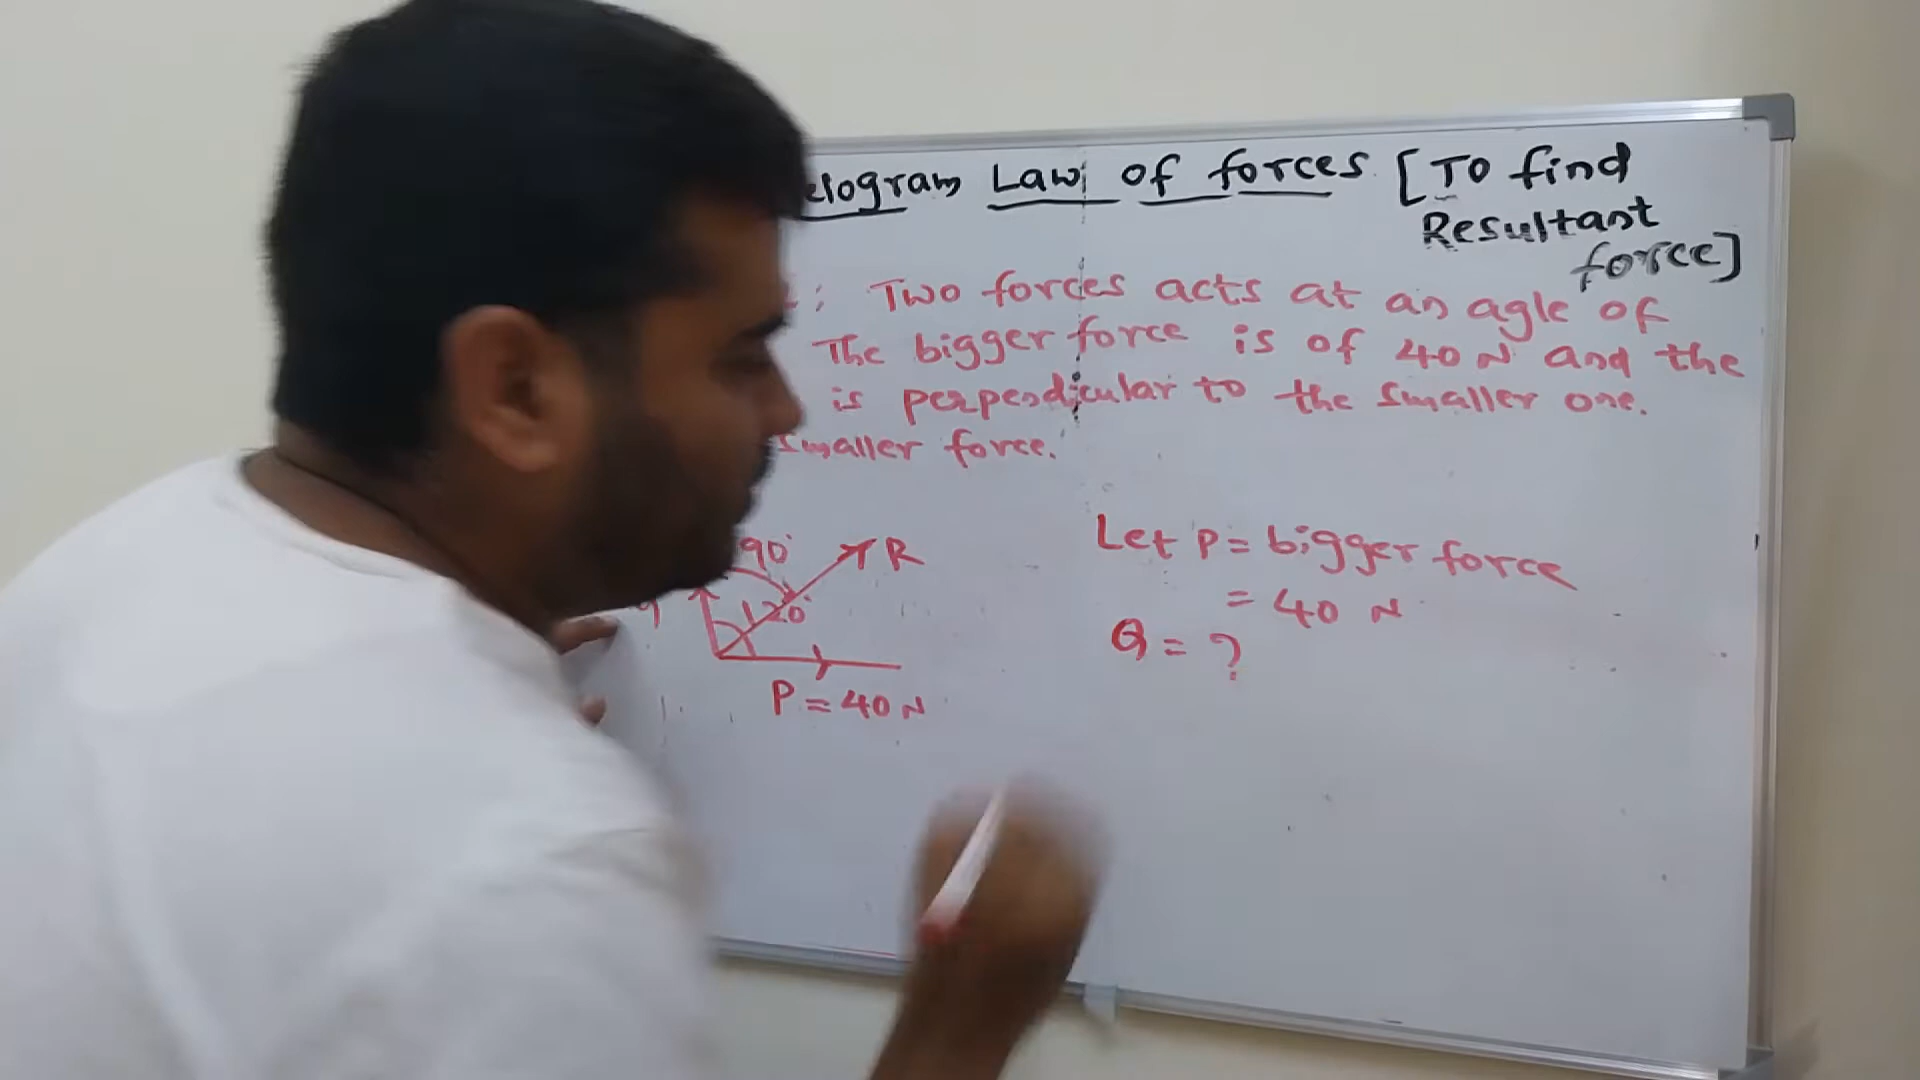 elogram Law of forces [To find
Resultant
force]
: Two forces acts at an agle of
The bigger force is of 40 N and the
is perpendicular to the smaller one.
smaller force.
90°
R
120°
P = 40 N
Let P = bigger force
= 40 N
Q = ?